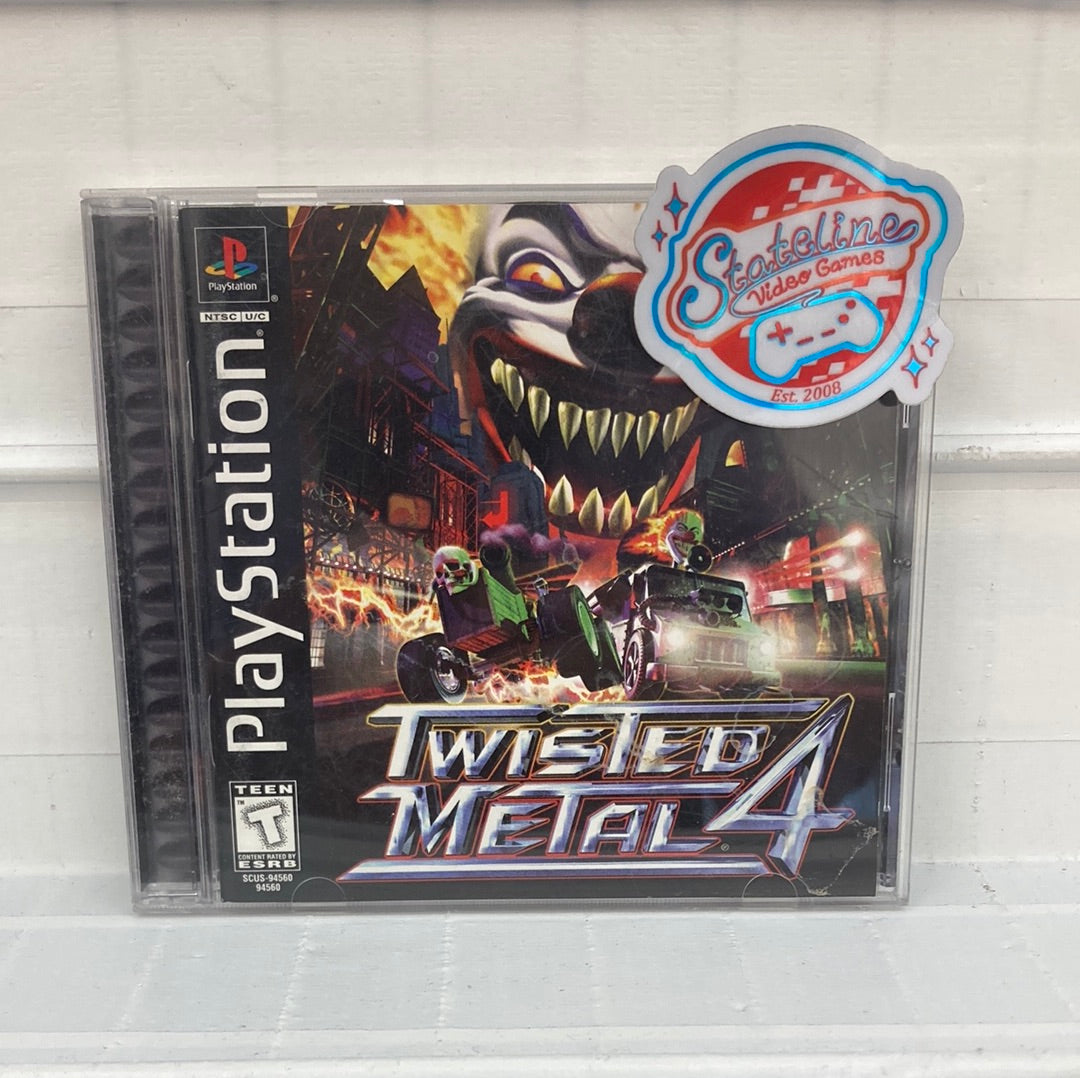 Stateline
Video Games
Est. 2008
PlayStation
NTSC U/C
PlayStation®
TWISTED
METAL 4
TEEN
T
CONTENT RATED BY
ESRB
SCUS-94560
94560